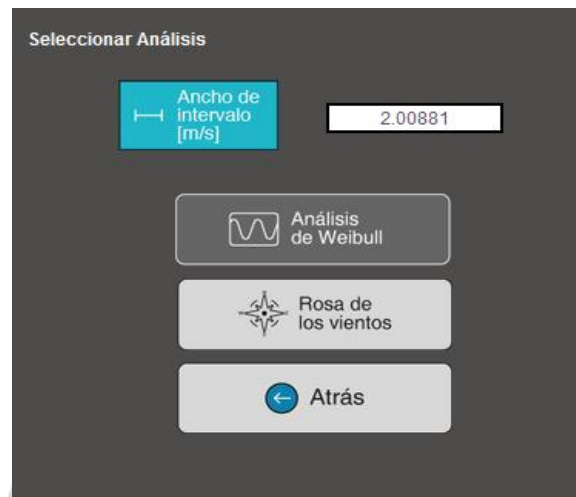 Seleccionar Análisis
Ancho de
intervalo
[m/s]
2.00881
Análisis
de Weibull
Rosa de
los vientos
Atrás